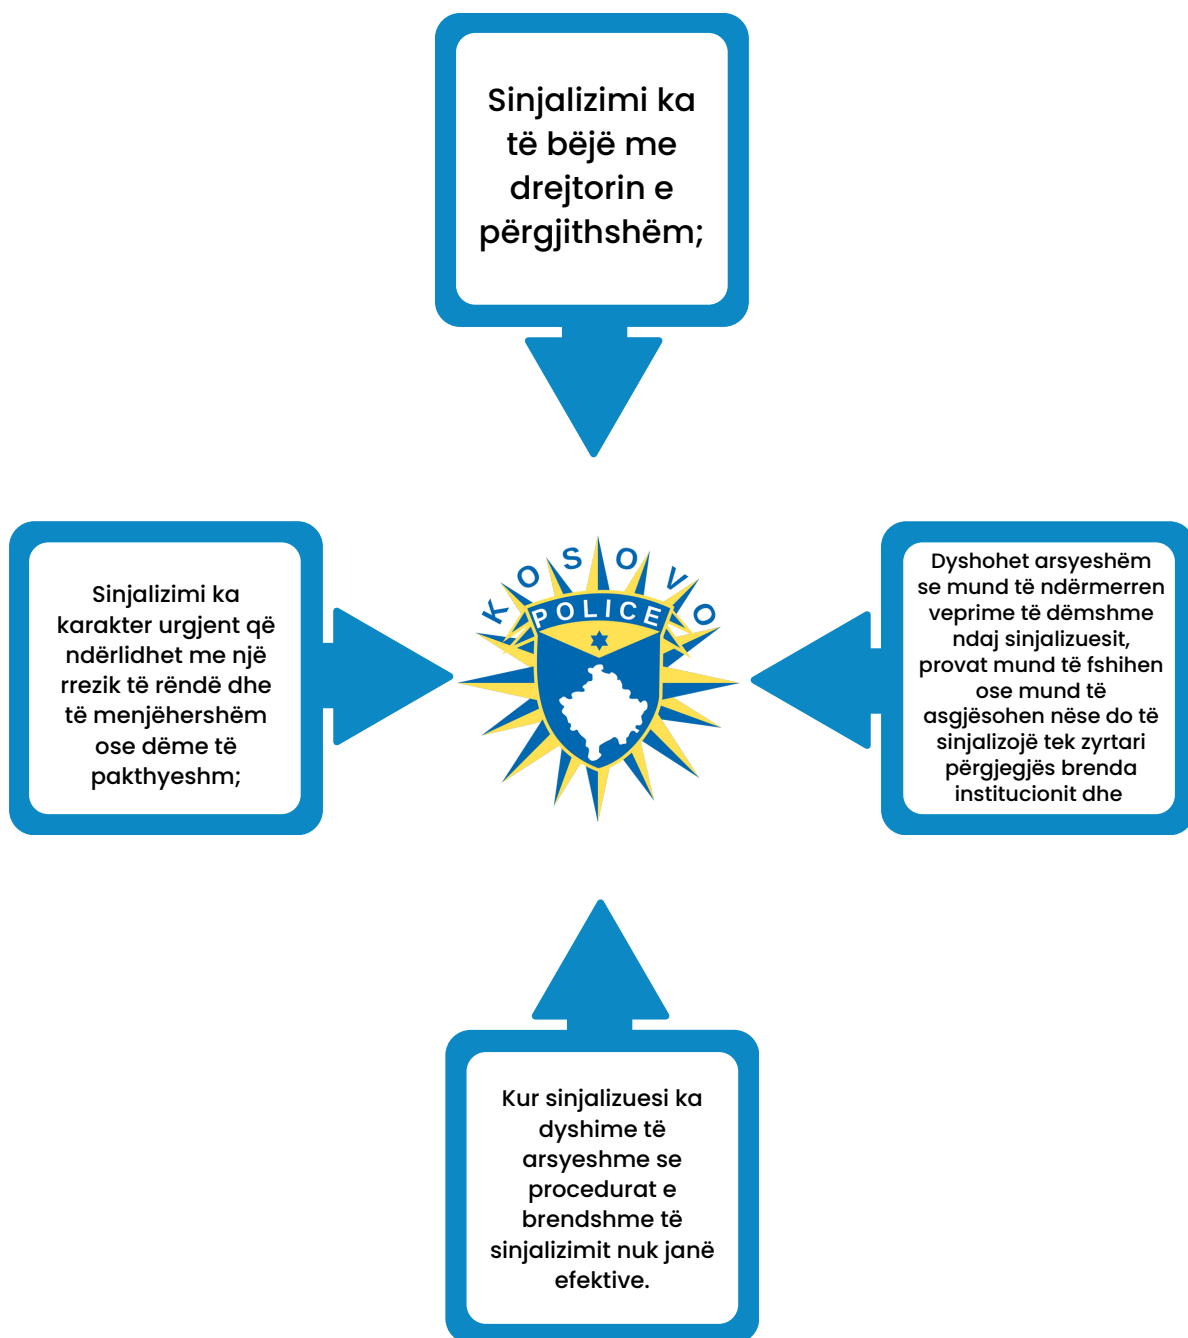 Sinjalizimi ka
të bëjë me
drejtorin e
përgjithshëm;
Sinjalizimi ka
karakter urgjent që
ndërlidhet me një
rrezik të rëndë dhe
të menjëhershëm
ose dëme të
pakthyeshm;
KOSOVO
POLICE
Dyshohet arsyeshëm
se mund të ndërmerren
veprime të dëmshme
ndaj sinjalizuesit,
provat mund të fshihen
ose mund të
asgjësohen nëse do të
sinjalizojë tek zyrtari
përgjegjës brenda
institucionit dhe
Kur sinjalizuesi ka
dyshime të
arsyeshme se
procedurat e
brendshme të
sinjalizimit nuk janë
efektive.